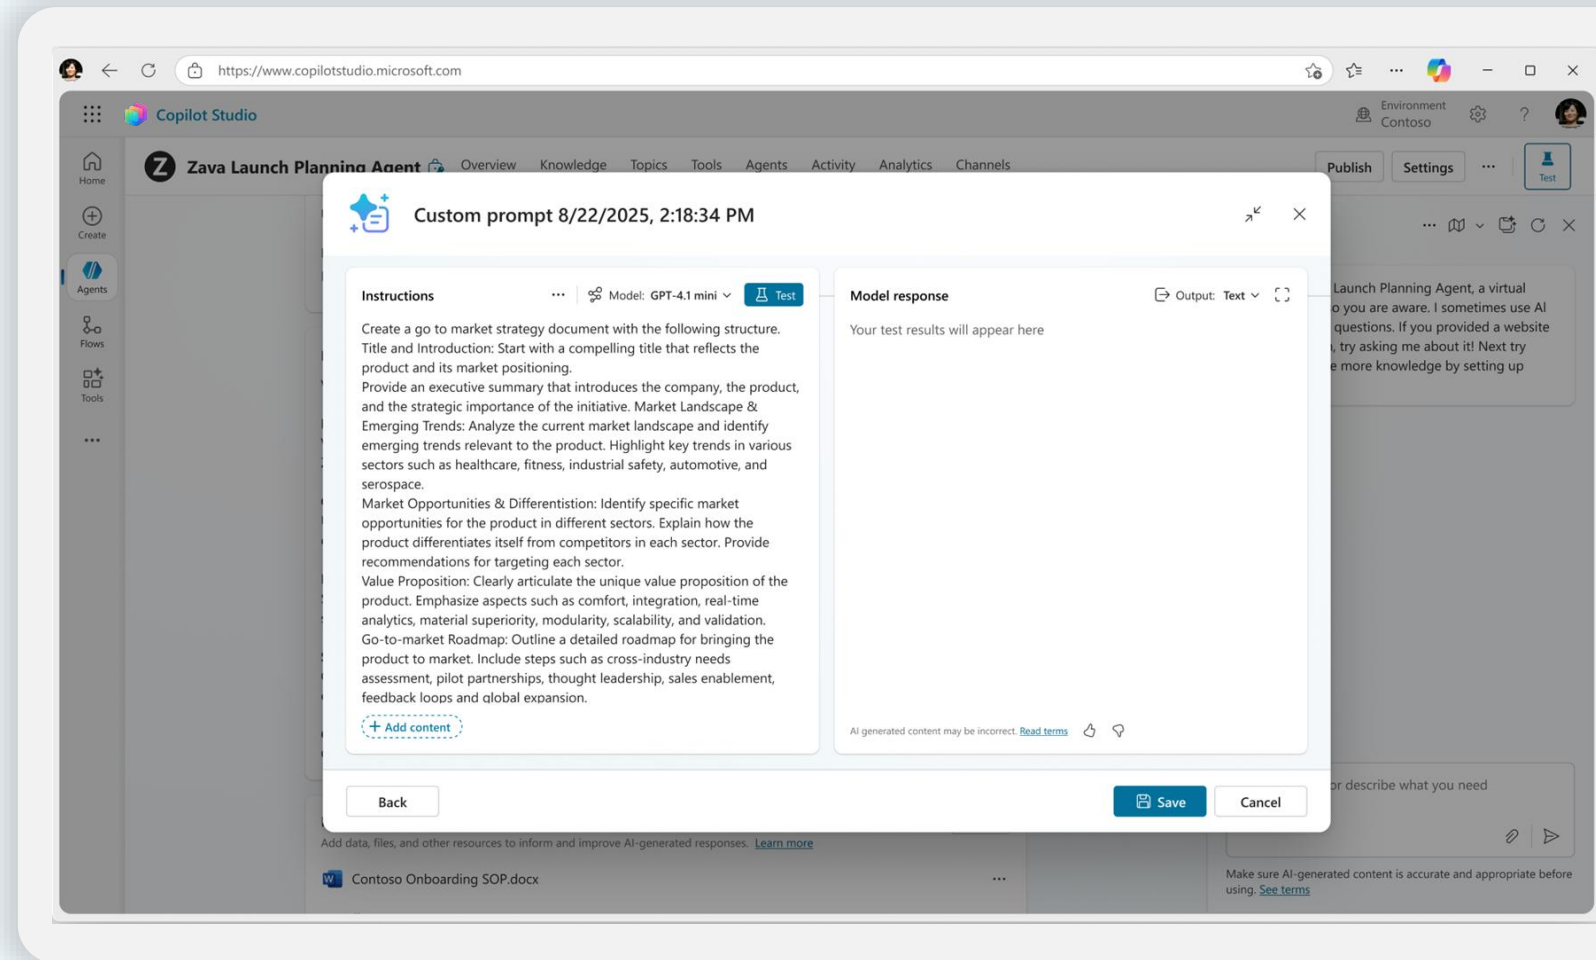 https://www.copilotstudio.microsoft.com
Copilot Studio
Environment
Contoso
Home
Create
Agents
Flows
Tools
Z Zava Launch Planning Agent
Overview Knowledge Topics Tools Agents Activity Analytics Channels
Publish
Settings
Test
Custom prompt 8/22/2025, 2:18:34 PM
Instructions
Model: GPT-4.1 mini
Test
Create a go to market strategy document with the following structure.
Title and Introduction: Start with a compelling title that reflects the
product and its market positioning.
Provide an executive summary that introduces the company, the product,
and the strategic importance of the initiative. Market Landscape &
Emerging Trends: Analyze the current market landscape and identify
emerging trends relevant to the product. Highlight key trends in various
sectors such as healthcare, fitness, industrial safety, automotive, and
serospace.
Market Opportunities & Differentistion: Identify specific market
opportunities for the product in different sectors. Explain how the
product differentiates itself from competitors in each sector. Provide
recommendations for targeting each sector.
Value Proposition: Clearly articulate the unique value proposition of the
product. Emphasize aspects such as comfort, integration, real-time
analytics, material superiority, modularity, scalability, and validation.
Go-to-market Roadmap: Outline a detailed roadmap for bringing the
product to market. Include steps such as cross-industry needs
assessment, pilot partnerships, thought leadership, sales enablement,
feedback loops and global expansion.
+ Add content
Model response
Output: Text
Your test results will appear here
AI generated content may be incorrect. Read terms
Back
Save
Cancel
Launch Planning Agent, a virtual
o you are aware. I sometimes use AI
questions. If you provided a website
, try asking me about it! Next try
e more knowledge by setting up
or describe what you need
Make sure AI-generated content is accurate and appropriate before
using. See terms
Add data, files, and other resources to inform and improve AI-generated responses. Learn more
Contoso Onboarding SOP.docx